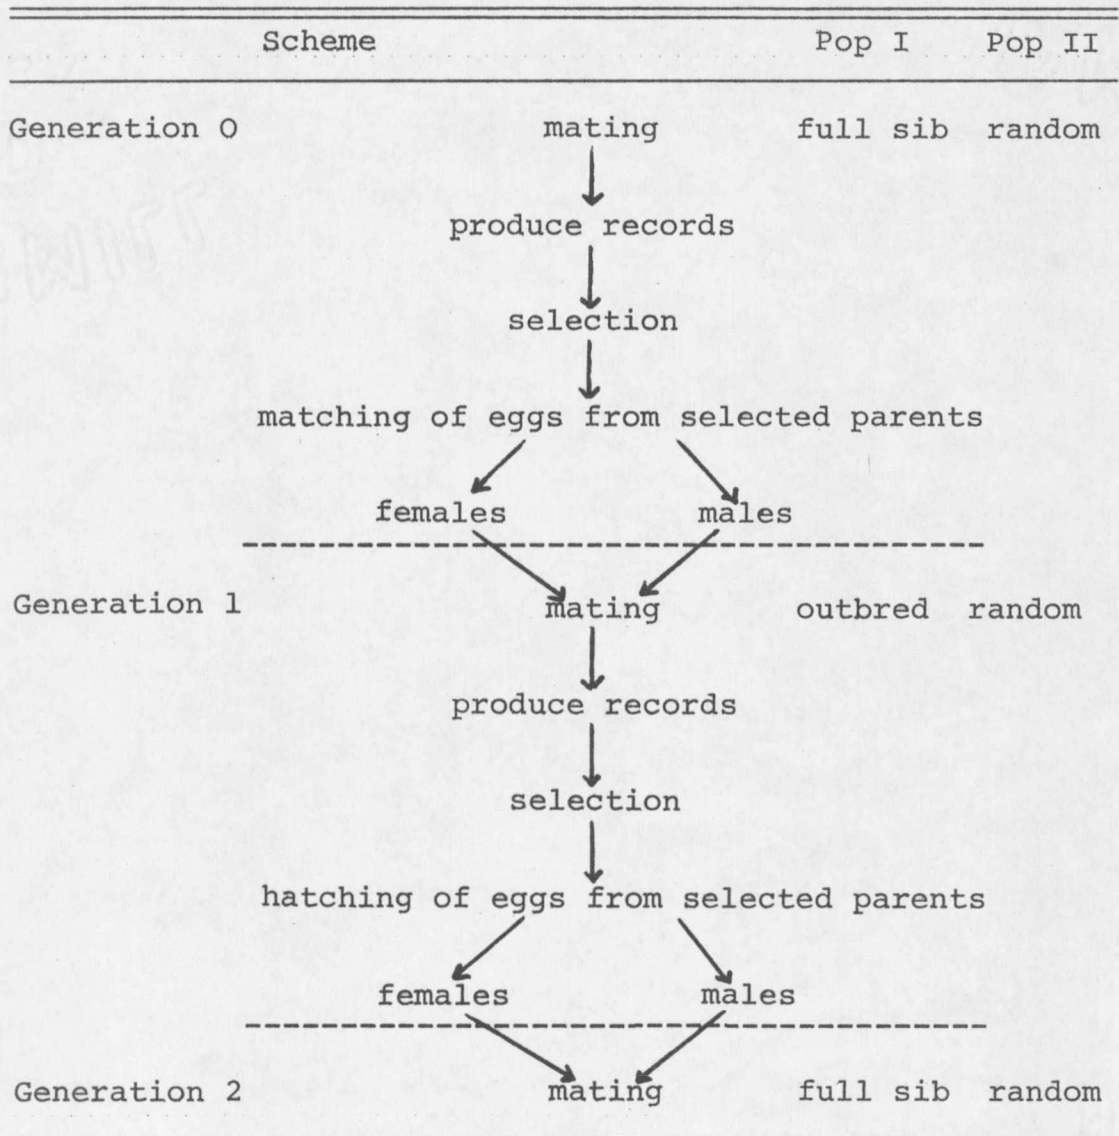 Scheme Pop I Pop II
Generation O mating full sib random
produce records
selection
matching of eggs from selected parents
females males
Generation 1 mating outbred random
produce records
selection
hatching of eggs from selected parents
females males
Generation 2 mating full sib random